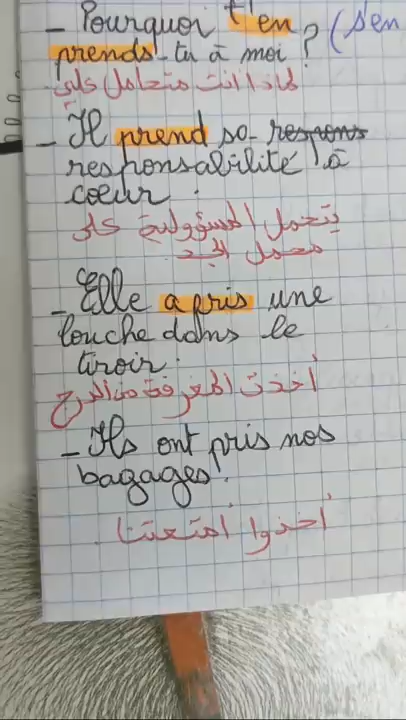 - Pourquoi t'en (s'en
prends-tu à moi ?
لماذا أنت متحامل عليّ
- Il prend sa respons
responsabilité à
cœur.
يتحمل المسؤولية على
محمل الجد
- Elle a pris une
louche dans le
tiroir.
أخذت المغرفة من الدرج
- Ils ont pris nos
bagages.
أخذوا أمتعتنا.